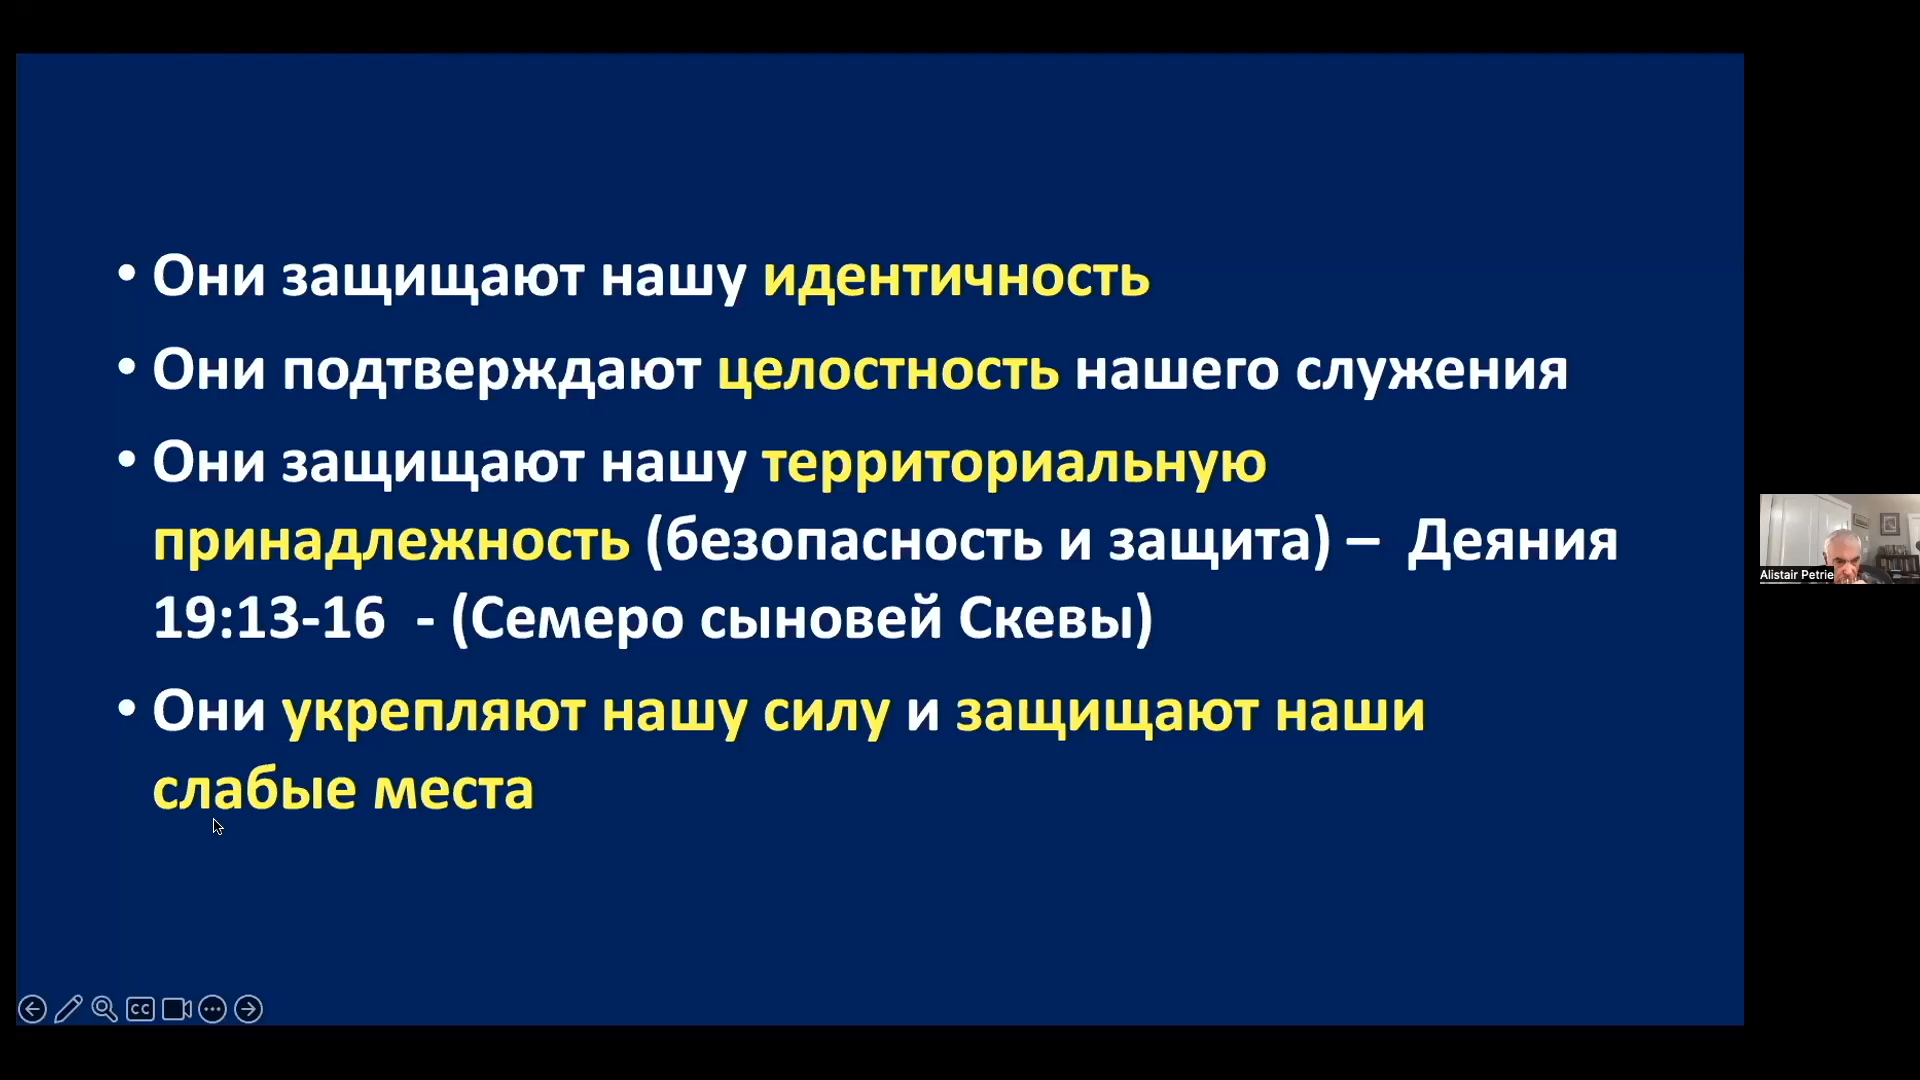 • Они защищают нашу идентичность
• Они подтверждают целостность нашего служения
• Они защищают нашу территориальную
принадлежность (безопасность и защита) – Деяния
19:13-16 - (Семеро сыновей Скевы)
• Они укрепляют нашу силу и защищают наши
слабые места
Alistair Petrie
CC